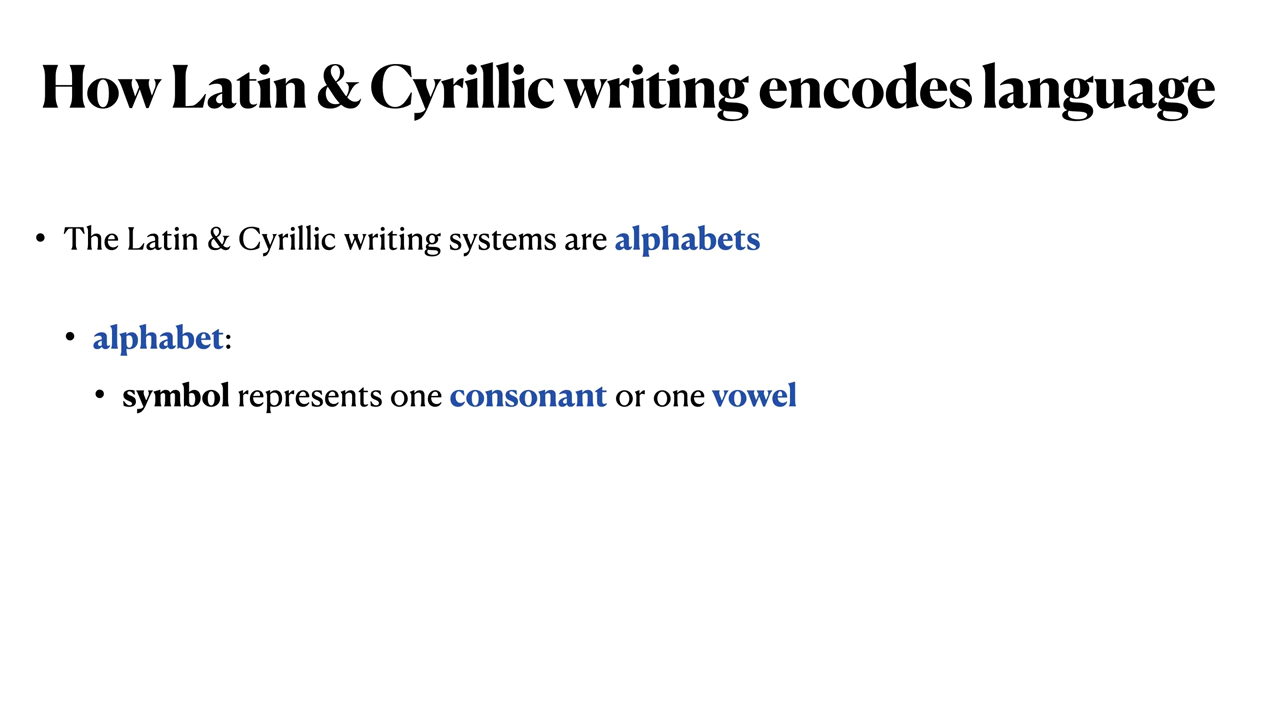 How Latin & Cyrillic writing encodes language
• The Latin & Cyrillic writing systems are alphabets
• alphabet:
• symbol represents one consonant or one vowel